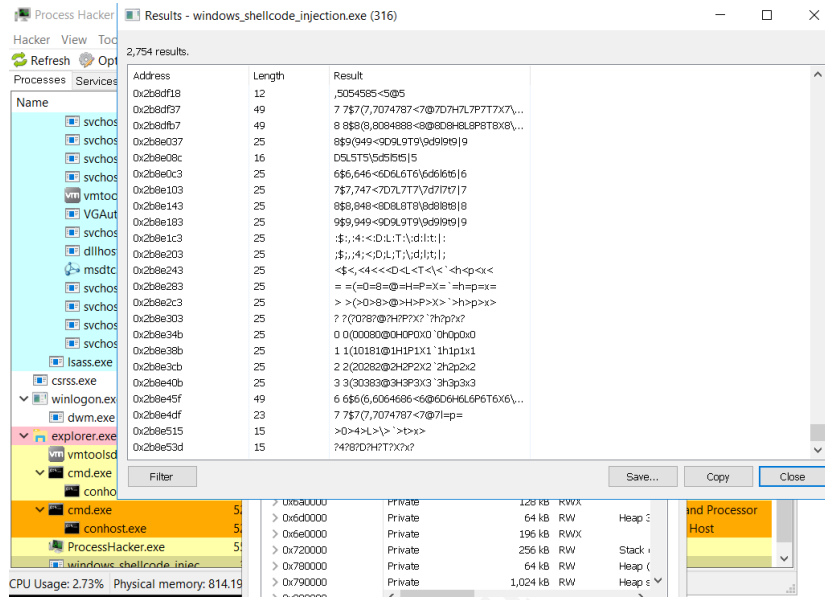 Process Hacker
Results - windows_shellcode_injection.exe (316)
Hacker View Too
Refresh Opt
Processes Services
Name
svchos
svchos
svchos
svchos
vmtoo
VGAut
svchos
dllhos
msdtc
svchos
svchos
svchos
svchos
lsass.exe
csrss.exe
winlogon.ex
dwm.exe
explorer.exe
vmtoolsd
cmd.exe
conho
cmd.exe 52
conhost.exe 52
ProcessHacker.exe 55
windows_shellcode_injec
CPU Usage: 2.73% Physical memory: 814.19
2,754 results.
Address Length Result
0x2b8df18 12 ,5054585<5@5
0x2b8df37 49 7 7$7(7,7074787<7@7D7H7L7P7T7X7\...
0x2b8dfb7 49 8 8$8(8,8084888<8@8D8H8L8P8T8X8\...
0x2b8e037 25 8$9(949<9D9L9T9\9d9l9t9|9
0x2b8e08c 16 D5L5T5\5d5l5t5|5
0x2b8e0c3 25 6$6,646<6D6L6T6\6d6l6t6|6
0x2b8e103 25 7$7,747<7D7L7T7\7d7l7t7|7
0x2b8e143 25 8$8,848<8D8L8T8\8d8l8t8|8
0x2b8e183 25 9$9,949<9D9L9T9\9d9l9t9|9
0x2b8e1c3 25 :$:,:4:<:D:L:T:\:d:l:t:|:
0x2b8e203 25 ;$;,;4;<;D;L;T;\;d;l;t;|;
0x2b8e243 25 <$<,<4<<<D<L<T<\<`<h<p<x<
0x2b8e283 25 = =(=0=8=@=H=P=X=`=h=p=x=
0x2b8e2c3 25 > >(>0>8>@>H>P>X>`>h>p>x>
0x2b8e303 25 ? ?(?0?8?@?H?P?X?`?h?p?x?
0x2b8e34b 25 0 0(00080@0H0P0X0`0h0p0x0
0x2b8e38b 25 1 1(10181@1H1P1X1`1h1p1x1
0x2b8e3cb 25 2 2(20282@2H2P2X2`2h2p2x2
0x2b8e40b 25 3 3(30383@3H3P3X3`3h3p3x3
0x2b8e45f 49 6 6$6(6,6064686<6@6D6H6L6P6T6X6\...
0x2b8e4df 23 7 7$7(7,7074787<7@7l=p=
0x2b8e515 15 >0>4>L>\>`>t>x>
0x2b8e53d 15 ?4?8?D?H?T?X?x?
Filter Save... Copy Close
0x6a0000 Private 128 kB RWX
0x6d0000 Private 64 kB RW Heap 3
0x6e0000 Private 196 kB RWX
0x720000 Private 256 kB RW Stack
0x780000 Private 64 kB RW Heap (
0x790000 Private 1,024 kB RW Heap s
and Processor
Host